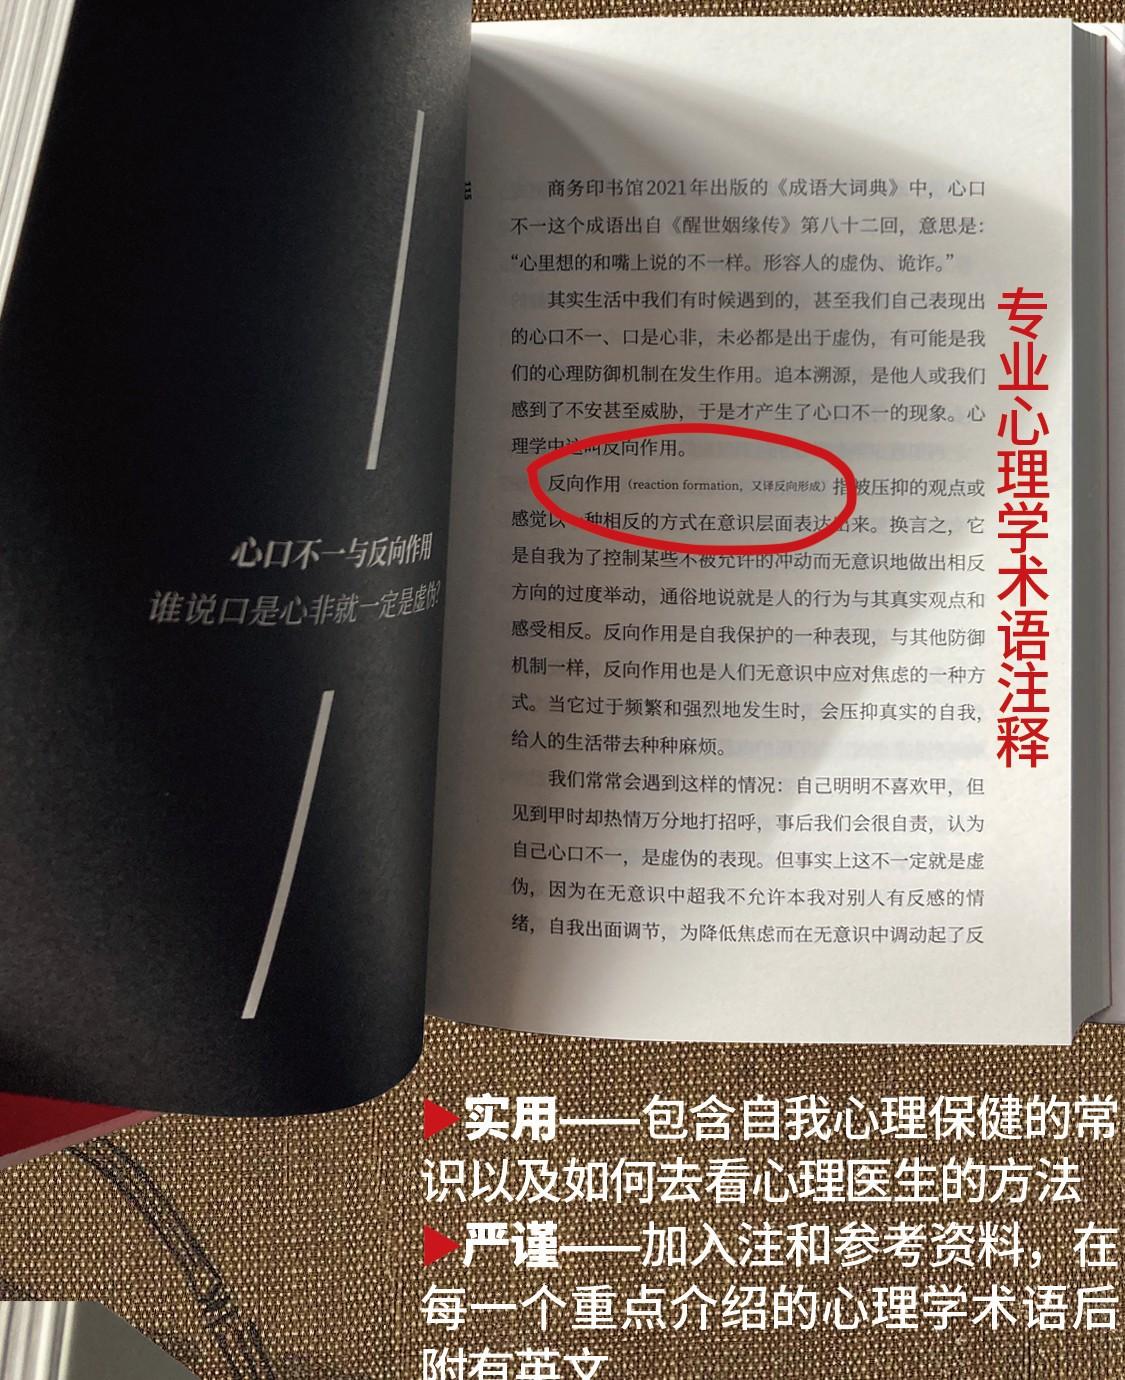 心口不一与反向作用
谁说口是心非就一定是虚伪?
商务印书馆2021年出版的《成语大词典》中，心口
不一这个成语出自《醒世姻缘传》第八十二回，意思是：
“心里想的和嘴上说的不一样。形容人的虚伪、诡诈。”
其实生活中我们有时候遇到的，甚至我们自己表现出
的心口不一、口是心非，未必都是出于虚伪，有可能是我
们的心理防御机制在发生作用。追本溯源，是他人或我们
感到了不安甚至威胁，于是才产生了心口不一的现象。心
理学中这叫反向作用。
反向作用（reaction formation，又译反向形成）指被压抑的观点或
感觉以一种相反的方式在意识层面表达出来。换言之，它
是自我为了控制某些不被允许的冲动而无意识地做出相反
方向的过度举动，通俗地说就是人的行为与其真实观点和
感受相反。反向作用是自我保护的一种表现，与其他防御
机制一样，反向作用也是人们无意识中应对焦虑的一种方
式。当它过于频繁和强烈地发生时，会压抑真实的自我，
给人的生活带去种种麻烦。
我们常常会遇到这样的情况：自己明明不喜欢甲，但
见到甲时却热情万分地打招呼，事后我们会很自责，认为
自己心口不一，是虚伪的表现。但事实上这不一定就是虚
伪，因为在无意识中超我不允许本我对别人有反感的情
绪，自我出面调节，为降低焦虑而在无意识中调动起了反
专业心理学术语注释
▶实用——包含自我心理保健的常
识以及如何去看心理医生的方法
▶严谨——加入注和参考资料，在
每一个重点介绍的心理学术语后
附有英文